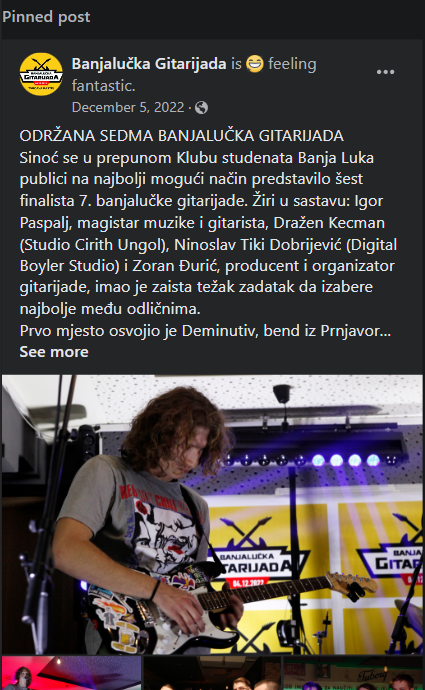 Pinned post
Banjalučka Gitarijada is 😄 feeling
fantastic.
December 5, 2022 ·
ODRŽANA SEDMA BANJALUČKA GITARIJADA
Sinoć se u prepunom Klubu studenata Banja Luka
publici na najbolji mogući način predstavilo šest
finalista 7. banjalučke gitarijade. Žiri u sastavu: Igor
Paspalj, magistar muzike i gitarista, Dražen Kecman
(Studio Cirith Ungol), Ninoslav Tiki Dobrijević (Digital
Boyler Studio) i Zoran Đurić, producent i organizator
gitarijade, imao je zaista težak zadatak da izabere
najbolje među odličnima.
Prvo mjesto osvojio je Deminutiv, bend iz Prnjavor...
See more
BANJALUČKA
GITARIJADA
04.12.2022
BANJALUČKA
GITARIJADA